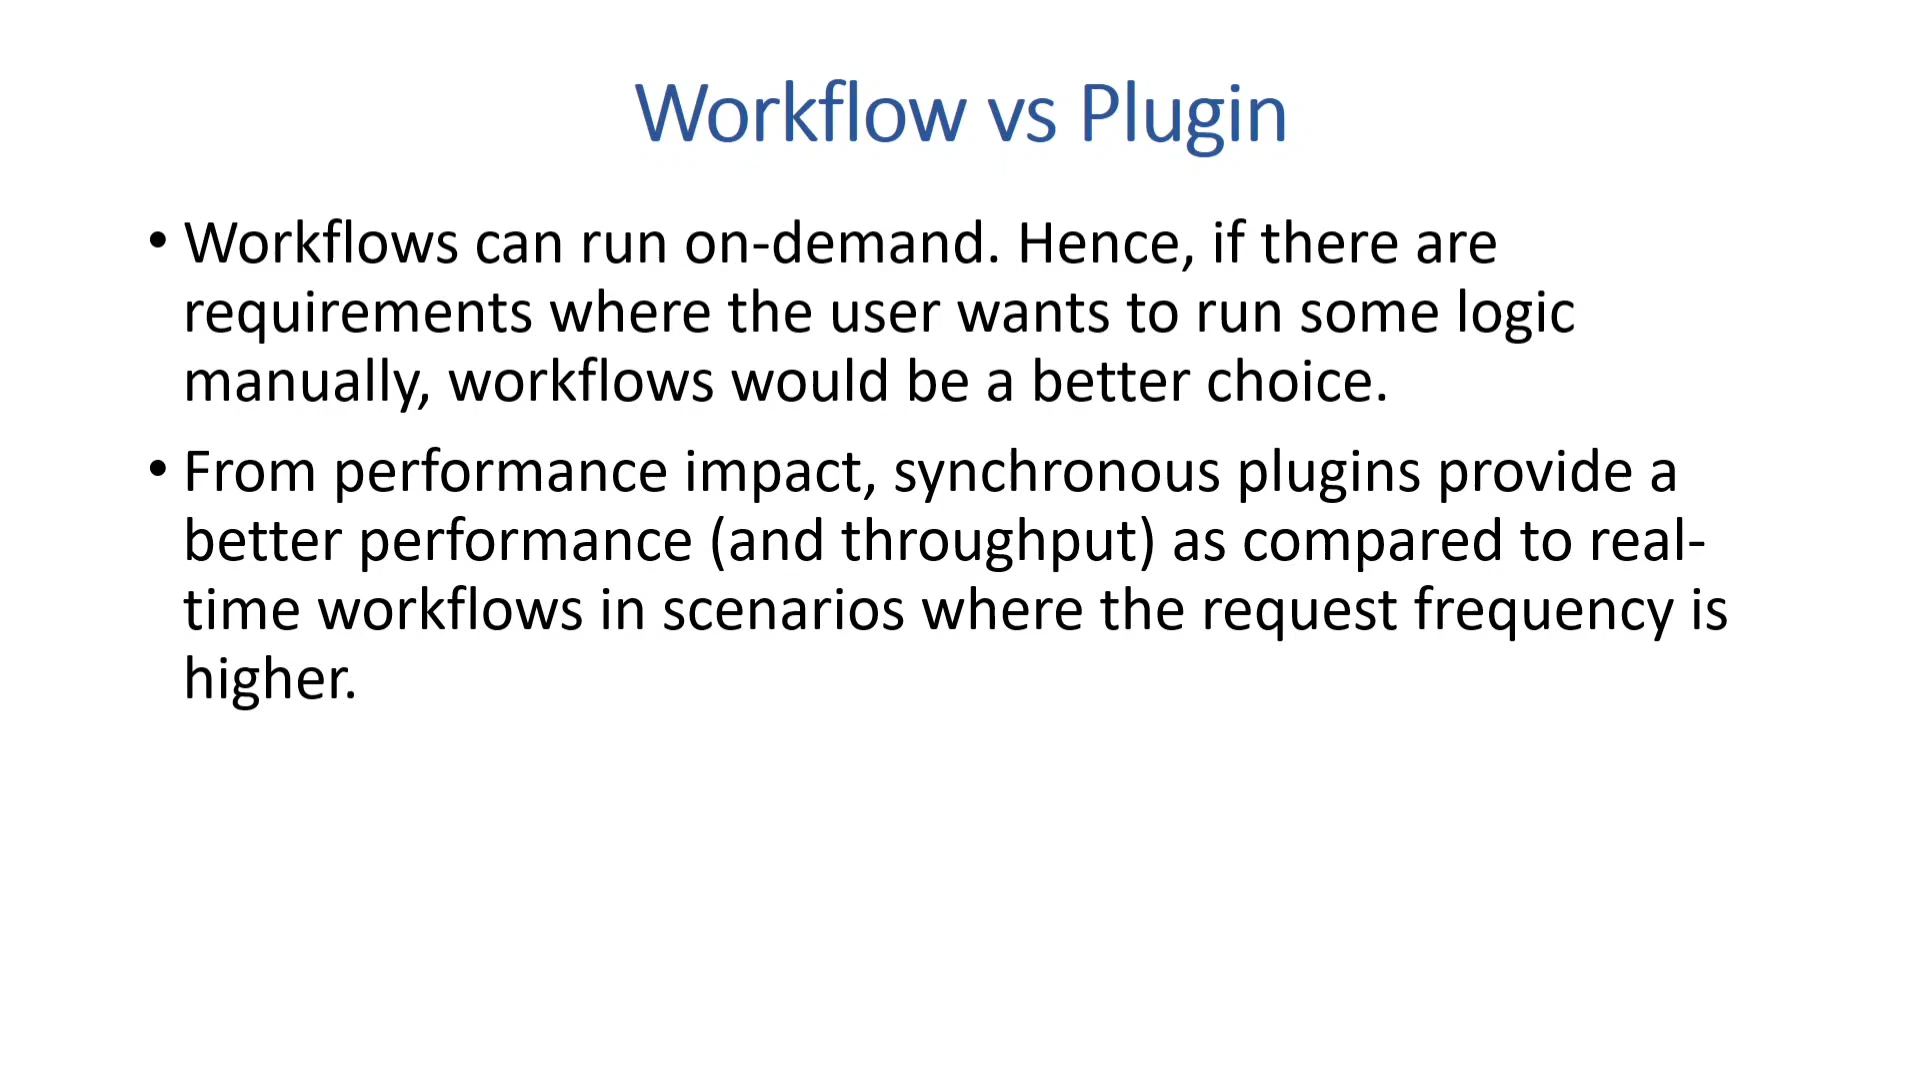 Workflow vs Plugin
• Workflows can run on-demand. Hence, if there are
requirements where the user wants to run some logic
manually, workflows would be a better choice.
• From performance impact, synchronous plugins provide a
better performance (and throughput) as compared to real-
time workflows in scenarios where the request frequency is
higher.